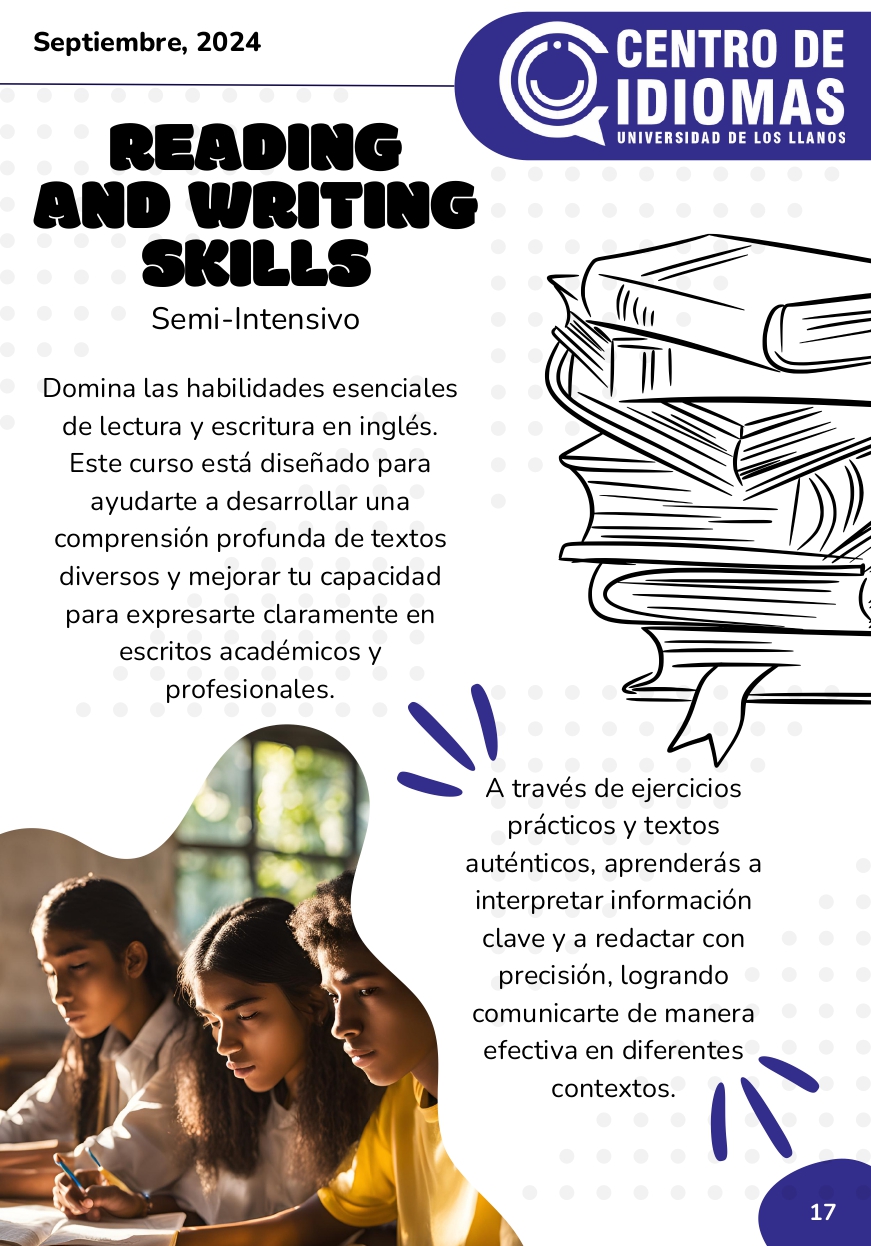 Septiembre, 2024
CENTRO DE
IDIOMAS
UNIVERSIDAD DE LOS LLANOS
READING
AND WRITING
SKILLS
Semi-Intensivo
Domina las habilidades esenciales
de lectura y escritura en inglés.
Este curso está diseñado para
ayudarte a desarrollar una
comprensión profunda de textos
diversos y mejorar tu capacidad
para expresarte claramente en
escritos académicos y
profesionales.
A través de ejercicios
prácticos y textos
auténticos, aprenderás a
interpretar información
clave y a redactar con
precisión, logrando
comunicarte de manera
efectiva en diferentes
contextos.
17